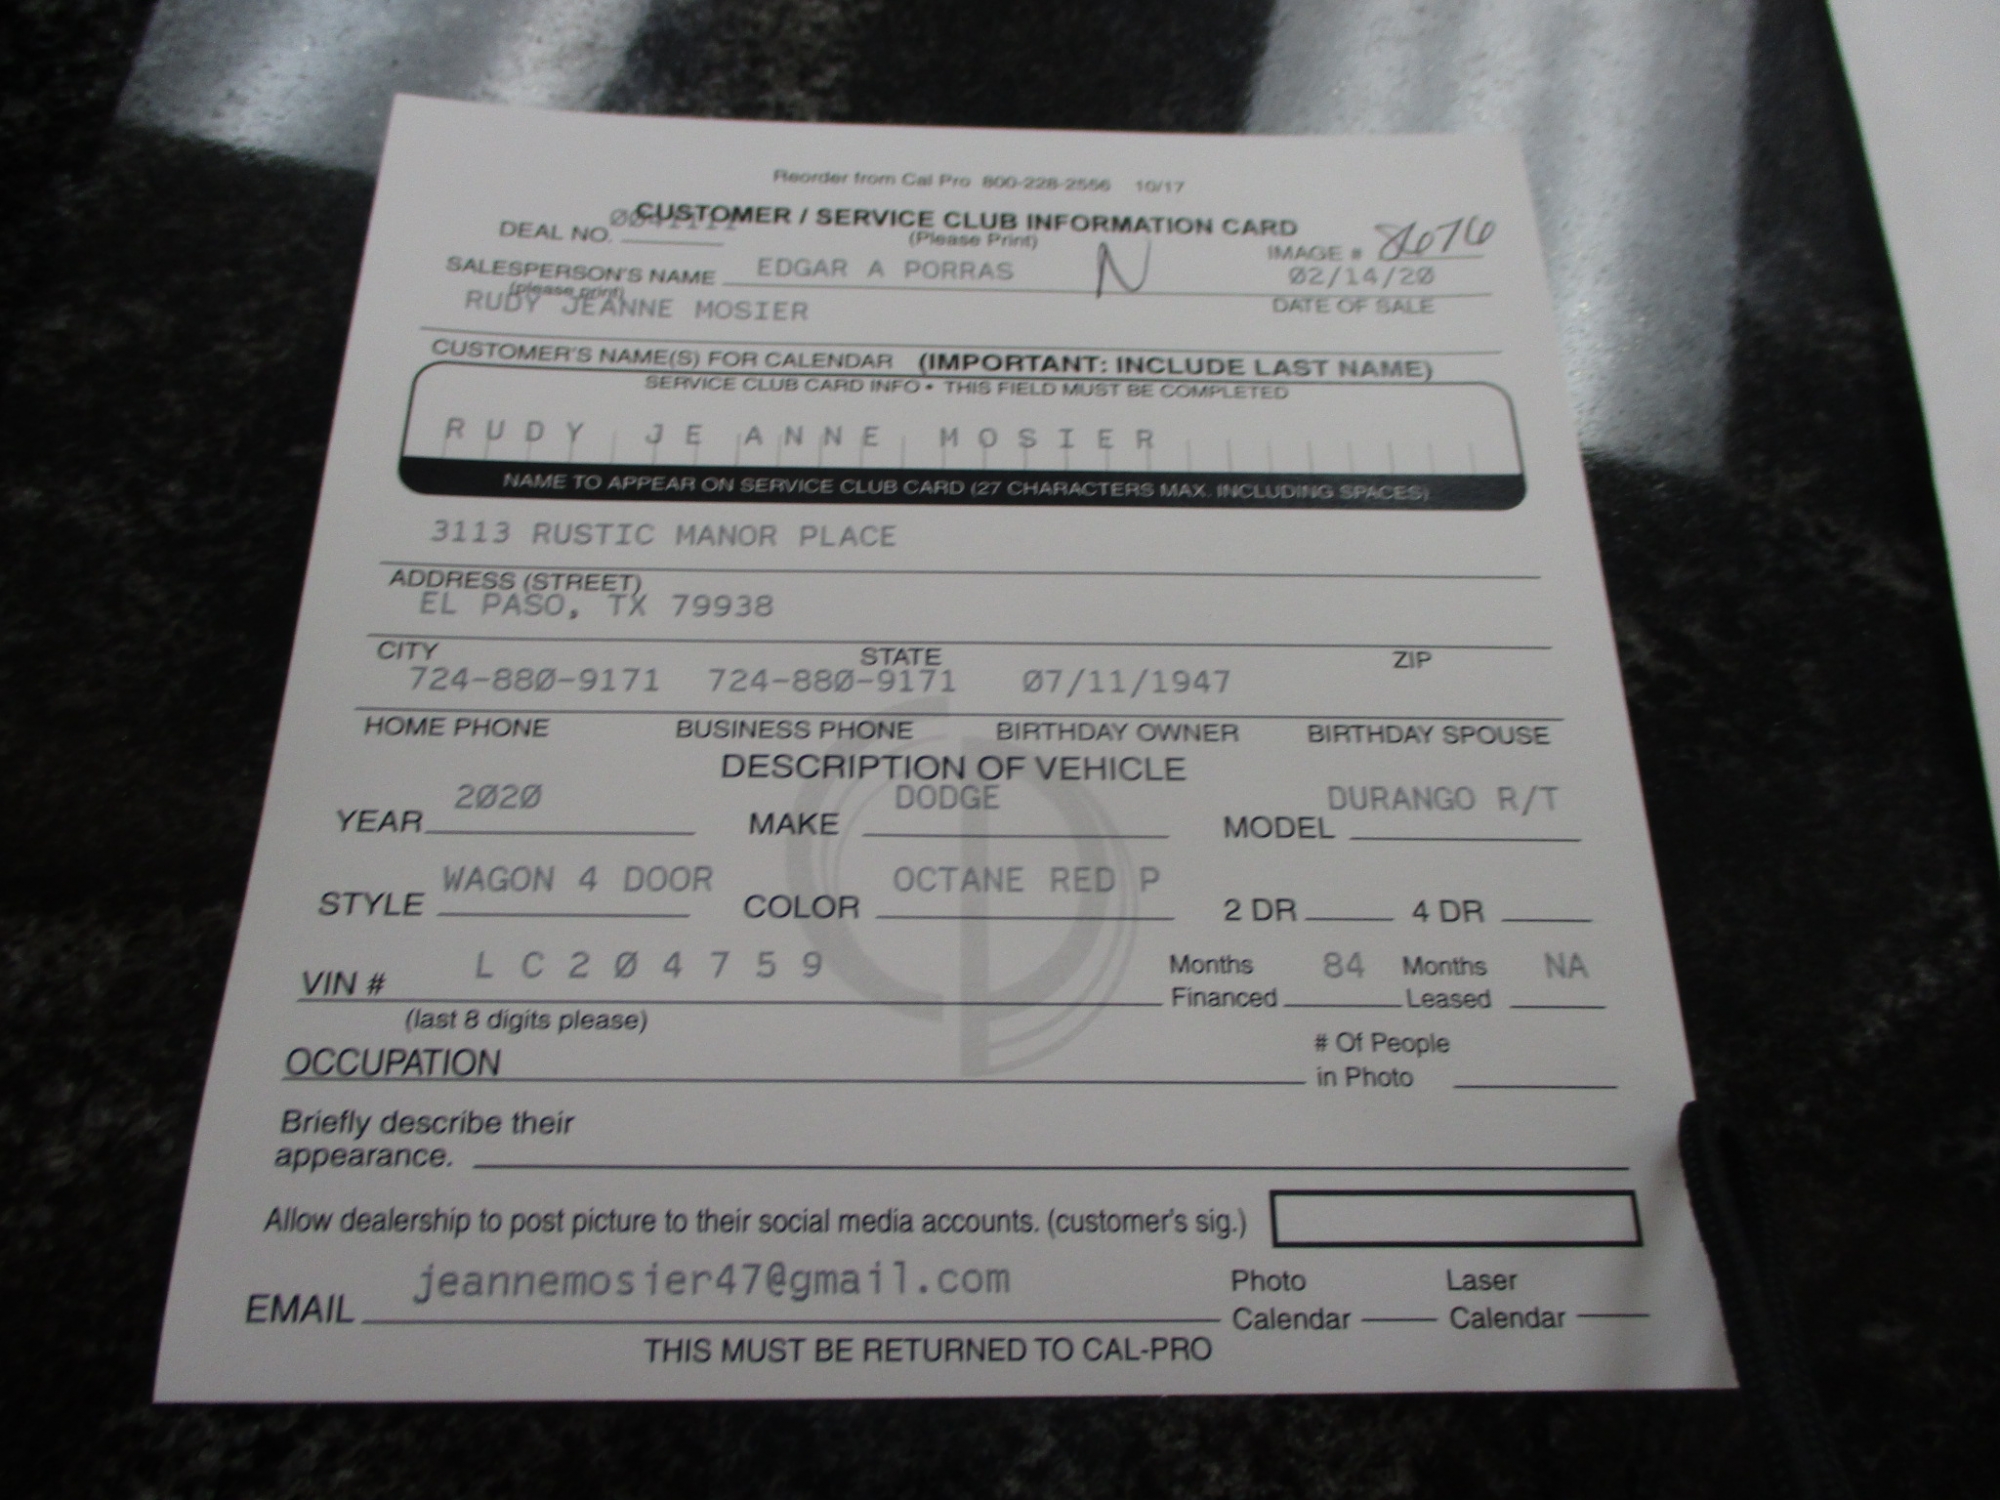 Reorder from Cal Pro 800-228-2556 10/17
CUSTOMER / SERVICE CLUB INFORMATION CARD
(Please Print)
DEAL NO.
N
IMAGE # 8676
SALESPERSON'S NAME EDGAR A PORRAS
02/14/20
(please print)
RUDY JEANNE MOSIER
DATE OF SALE
CUSTOMER'S NAME(S) FOR CALENDAR (IMPORTANT: INCLUDE LAST NAME)
SERVICE CLUB CARD INFO • THIS FIELD MUST BE COMPLETED
RUDY JEANNE MOSIER
NAME TO APPEAR ON SERVICE CLUB CARD (27 CHARACTERS MAX. INCLUDING SPACES)
3113 RUSTIC MANOR PLACE
ADDRESS (STREET)
EL PASO, TX 79938
CITY STATE ZIP
724-880-9171 724-880-9171 07/11/1947
HOME PHONE BUSINESS PHONE BIRTHDAY OWNER BIRTHDAY SPOUSE
DESCRIPTION OF VEHICLE
YEAR 2020 MAKE DODGE MODEL DURANGO R/T
STYLE WAGON 4 DOOR COLOR OCTANE RED P 2 DR 4 DR
VIN # LC204759
Months Financed 84 Months Leased NA
(last 8 digits please)
OCCUPATION
# Of People in Photo
Briefly describe their
appearance.
Allow dealership to post picture to their social media accounts. (customer's sig.)
EMAIL jeannemosier47@gmail.com
Photo Calendar Laser Calendar
THIS MUST BE RETURNED TO CAL-PRO